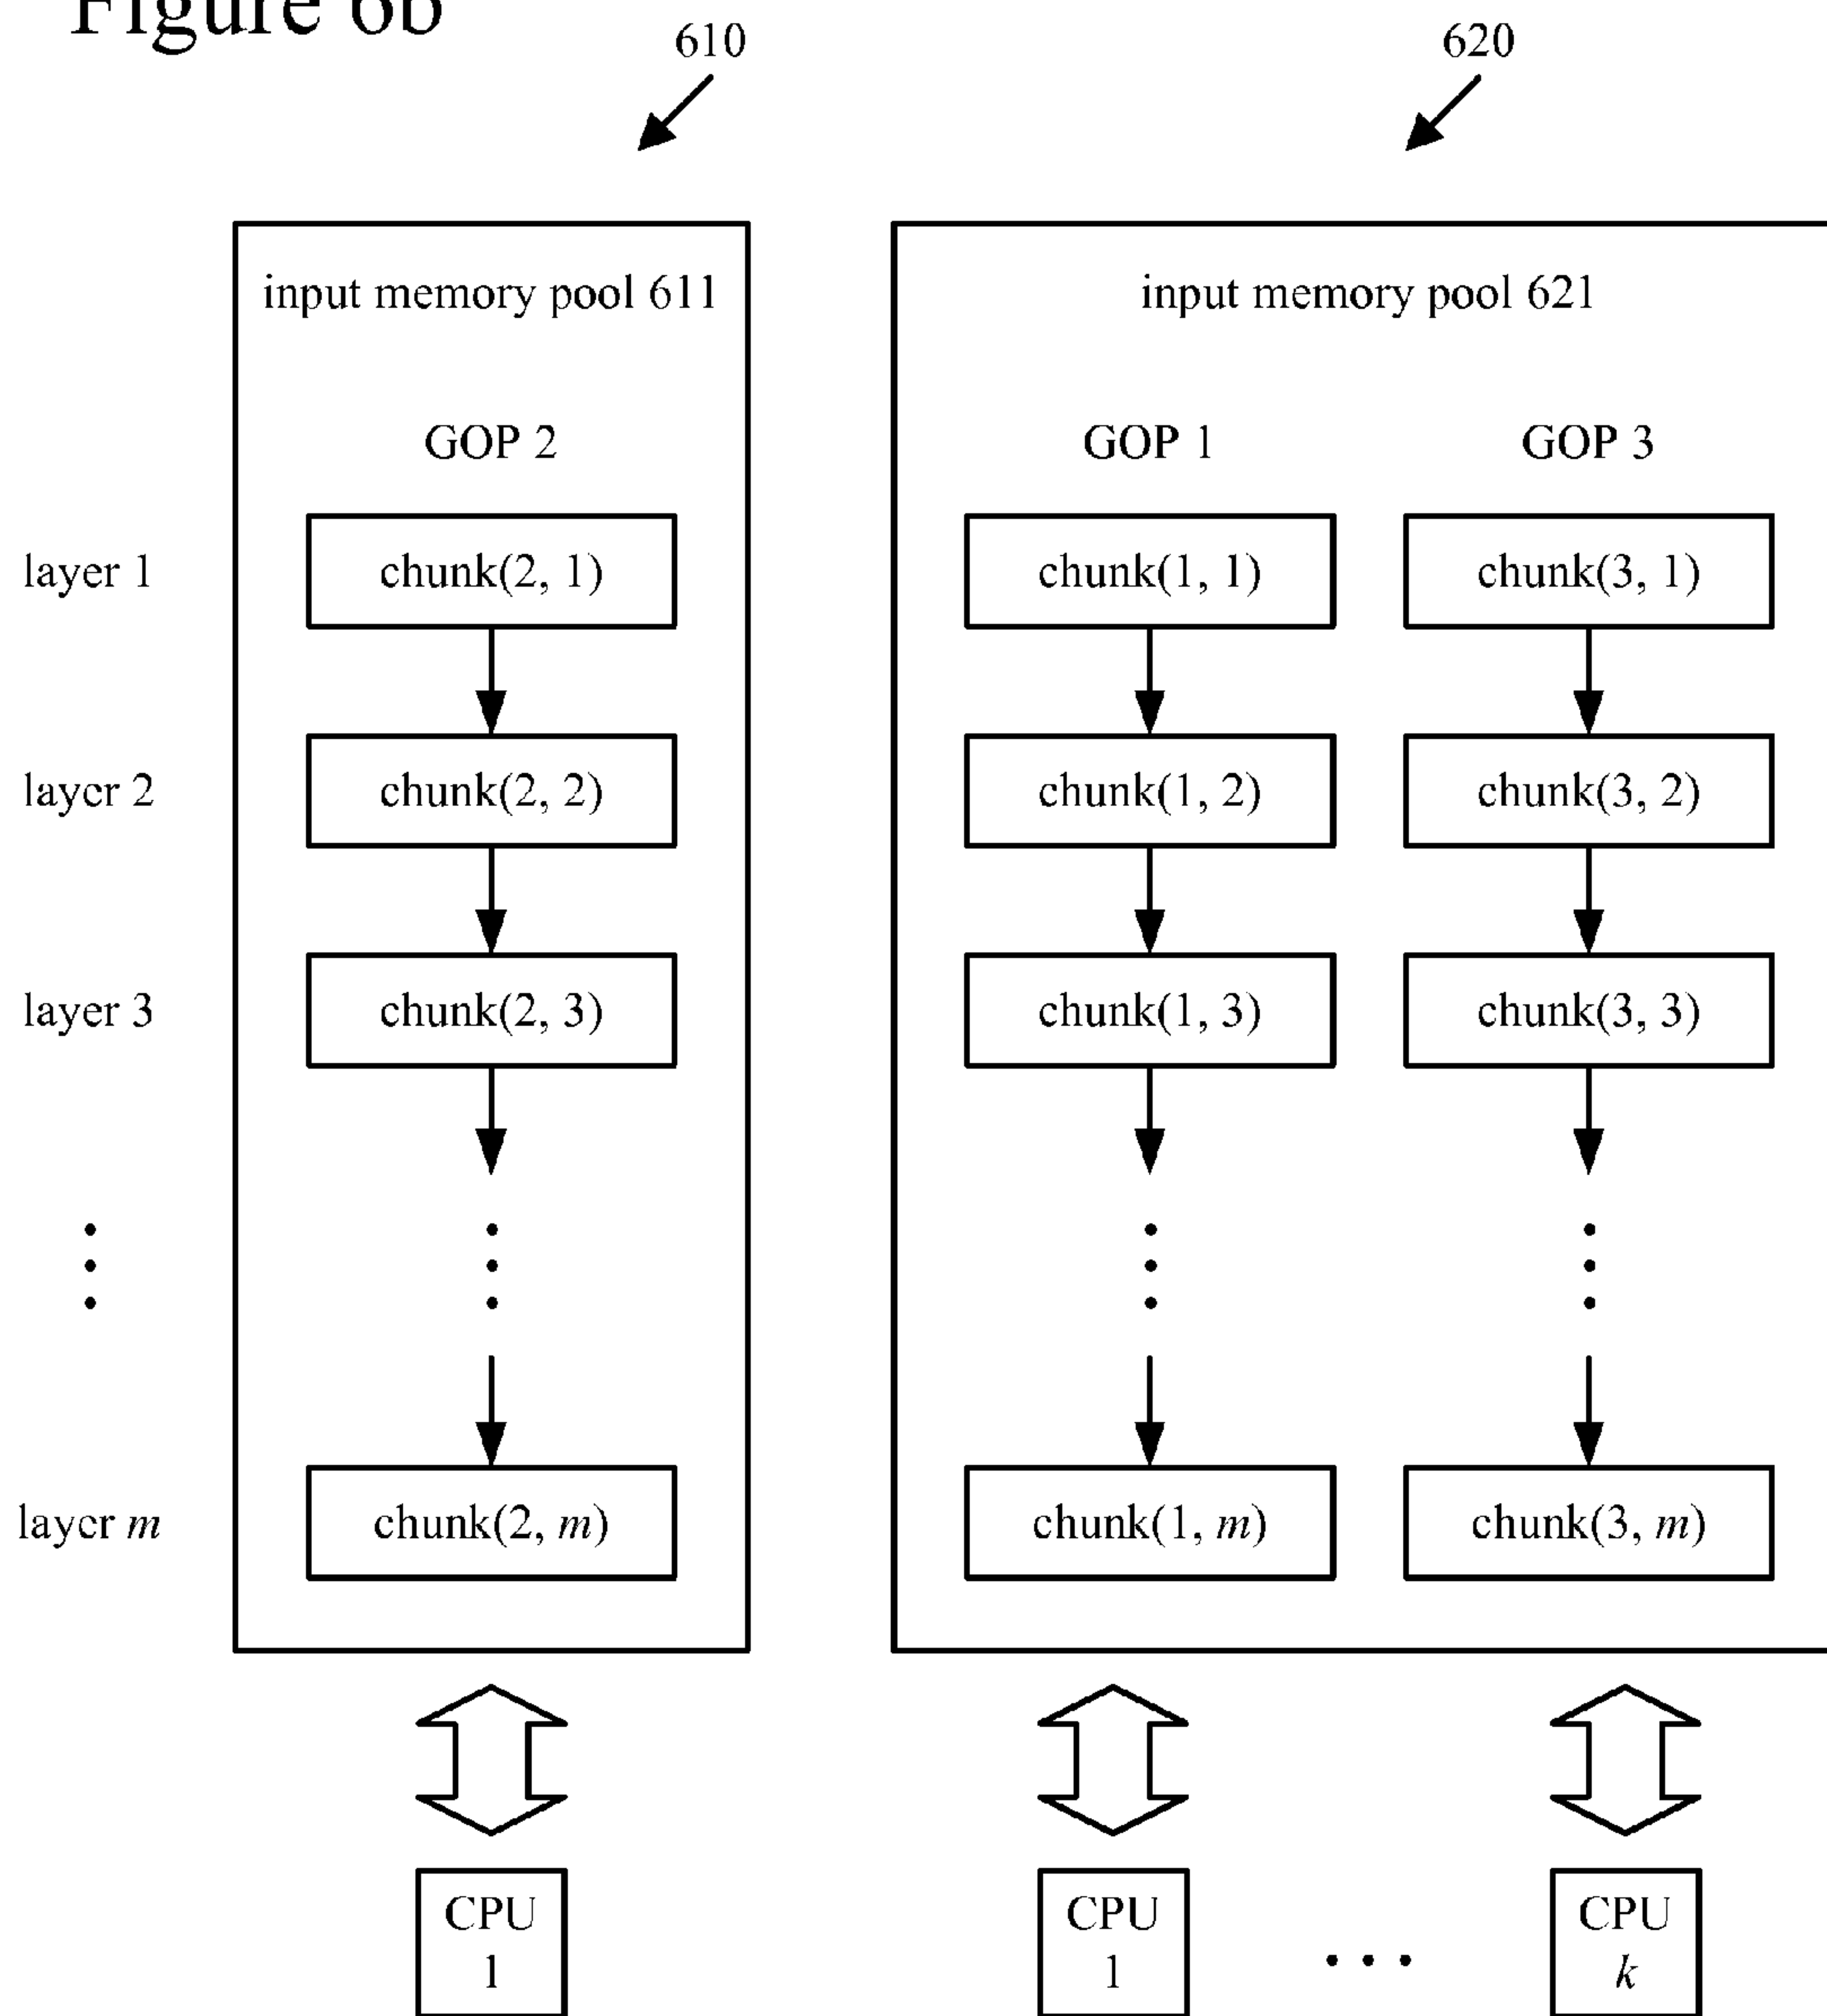 Figure 6b
610 620
input memory pool 611 input memory pool 621
GOP 2 GOP 1 GOP 3
layer 1 chunk(2, 1) chunk(1, 1) chunk(3, 1)
layer 2 chunk(2, 2) chunk(1, 2) chunk(3, 2)
layer 3 chunk(2, 3) chunk(1, 3) chunk(3, 3)
layer m chunk(2, m) chunk(1, m) chunk(3, m)
CPU CPU CPU
1 1 ... k